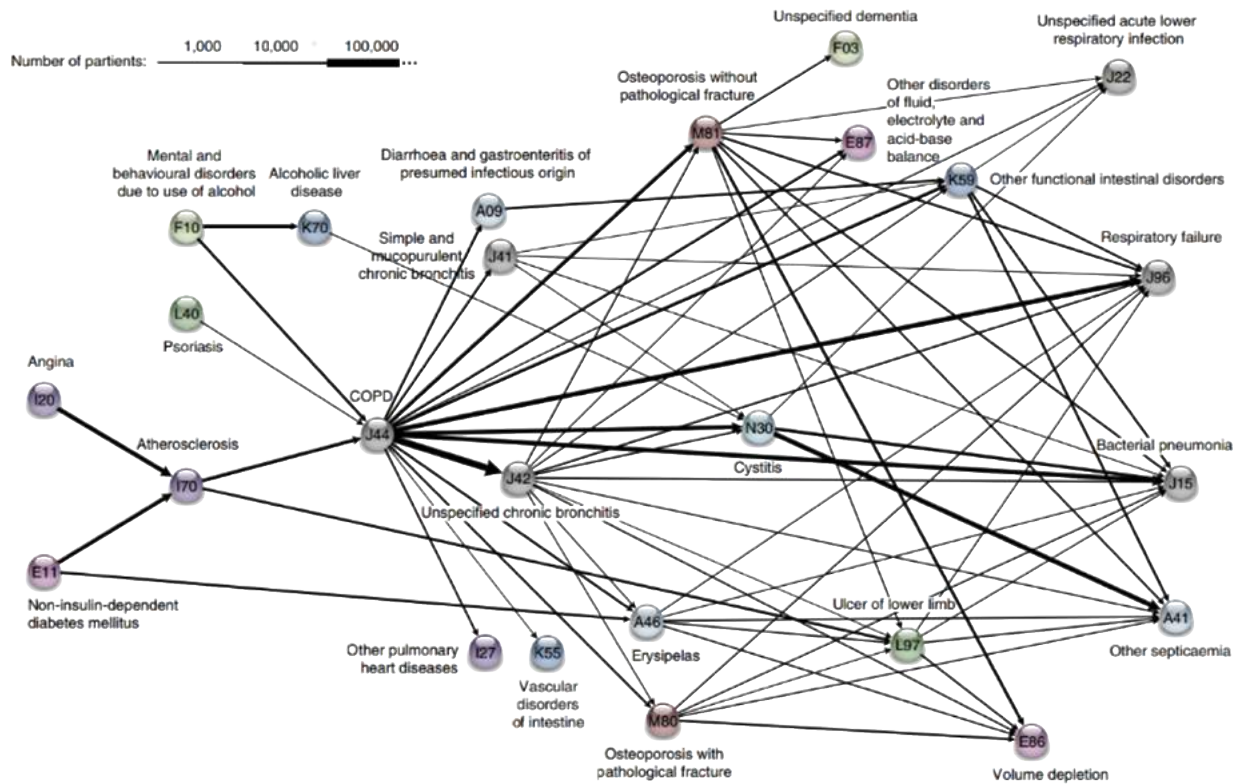 Unspecified dementia
F03
Unspecified acute lower
respiratory infection
J22
1,000 10,000 100,000
Number of partients:
Osteoporosis without
pathological fracture
M81
Other disorders
of fluid,
electrolyte and
acid-base
balance
E87
Mental and
behavioural disorders
due to use of alcohol
F10
Alcoholic liver
disease
K70
Diarrhoea and gastroenteritis of
presumed infectious origin
A09
K59
Other functional intestinal disorders
Simple and
mucopurulent
chronic bronchitis
J41
Respiratory failure
J96
L40
Psoriasis
Angina
I20
COPD
J44
Atherosclerosis
I70
N30
Cystitis
Bacterial pneumonia
J15
J42
Unspecified chronic bronchitis
E11
Non-insulin-dependent
diabetes mellitus
Ulcer of lower limb
L97
A46
Erysipelas
A41
Other septicaemia
Other pulmonary
heart diseases
I27
K55
Vascular
disorders
of intestine
M80
Osteoporosis with
pathological fracture
E86
Volume depletion